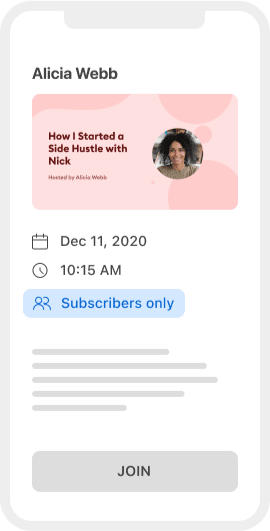 Alicia Webb
How I Started a
Side Hustle with
Nick
Hosted by Alicia Webb
Dec 11, 2020
10:15 AM
Subscribers only
JOIN